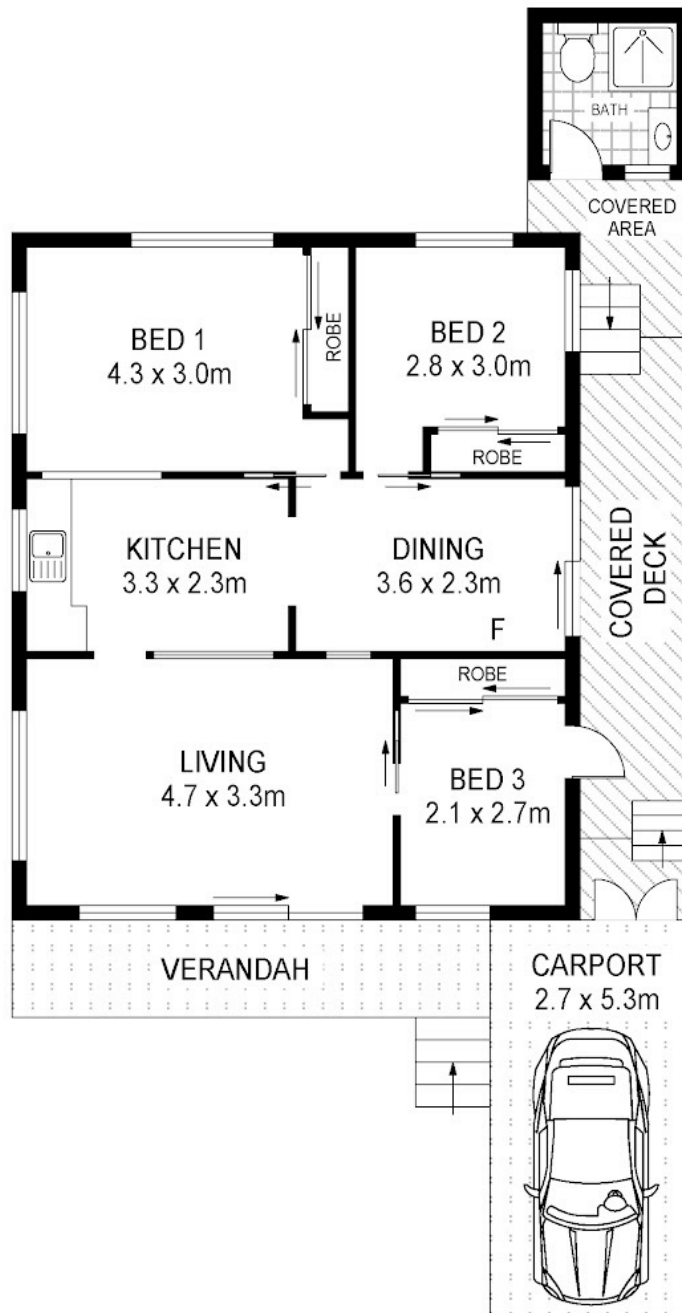 BATH
COVERED
AREA
BED 1
4.3 x 3.0m
ROBE
BED 2
2.8 x 3.0m
ROBE
KITCHEN
3.3 x 2.3m
DINING
3.6 x 2.3m
F
COVERED
DECK
ROBE
LIVING
4.7 x 3.3m
BED 3
2.1 x 2.7m
VERANDAH
CARPORT
2.7 x 5.3m